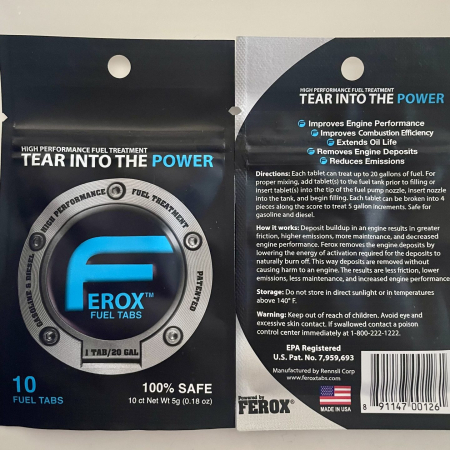 HIGH PERFORMANCE FUEL TREATMENT
TEAR INTO THE POWER
HIGH PERFORMANCE
FUEL TREATMENT
GASOLINE & DIESEL
PATENTED
F
FEROX™
FUEL TABS
1 TAB/20 GAL
10
FUEL TABS
100% SAFE
10 ct Net Wt 5g (0.18 oz)
HIGH PERFORMANCE FUEL TREATMENT
TEAR INTO THE POWER
Improves Engine Performance
Improves Combustion Efficiency
Extends Oil Life
Removes Engine Deposits
Reduces Emissions
Directions: Each tablet can treat up to 20 gallons of fuel. For
proper mixing, add tablet(s) to the fuel tank prior to filling or
insert tablet(s) into the tip of the fuel pump nozzle, insert nozzle
into the tank, and begin filling. Each tablet can be broken into 4
pieces along the score to treat 5 gallon increments. Safe for
gasoline and diesel.
How it works: Deposit buildup in an engine results in greater
friction, higher emissions, more maintenance, and decreased
engine performance. Ferox removes the engine deposits by
lowering the energy of activation required for the deposits to
naturally burn off. This way deposits are removed without
causing harm to an engine. The results are less friction, lower
emissions, less maintenance, and increased engine performance.
Storage: Do not store in direct sunlight or in temperatures
above 140° F.
Warning: Keep out of reach of children. Avoid eye and
excessive skin contact. If swallowed contact a poison
control center immediately at 1-800-222-1222.
EPA Registered
U.S. Pat. No. 7,959,693
Manufactured by Rennsli Corp
www.feroxtabs.com
Powered by
FEROX®
MADE IN USA
8 91147 00126